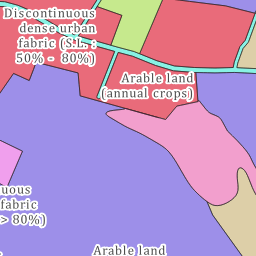 Discontinuous
dense urban
fabric (S.L. :
50% - 80%)
Arable land
(annual crops)
uous
fabric
> 80%)
Arable land